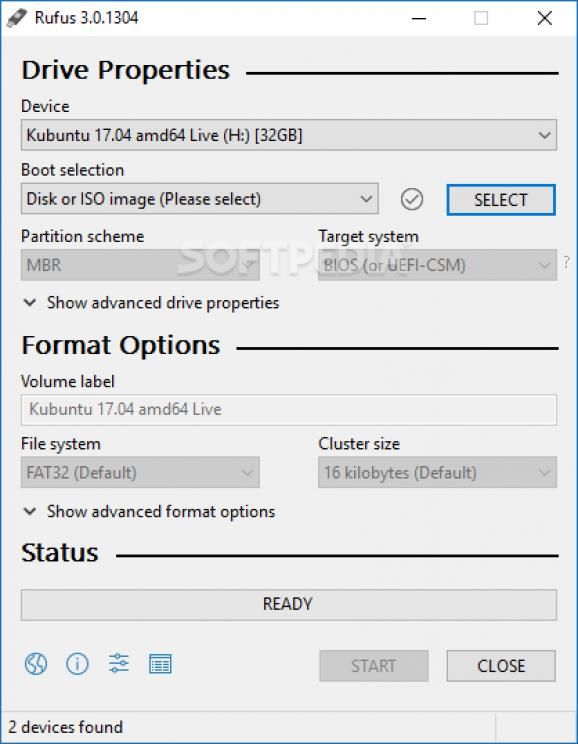 Rufus 3.0.1304
Drive Properties
Device
Kubuntu 17.04 amd64 Live (H:) [32GB]
Boot selection
Disk or ISO image (Please select)
SELECT
Partition scheme
Target system
MBR
BIOS (or UEFI-CSM)
?
SOFTPEDIA
Show advanced drive properties
Format Options
Volume label
Kubuntu 17.04 amd64 Live
File system
Cluster size
FAT32 (Default)
16 kilobytes (Default)
Show advanced format options
Status
READY
START
CLOSE
2 devices found